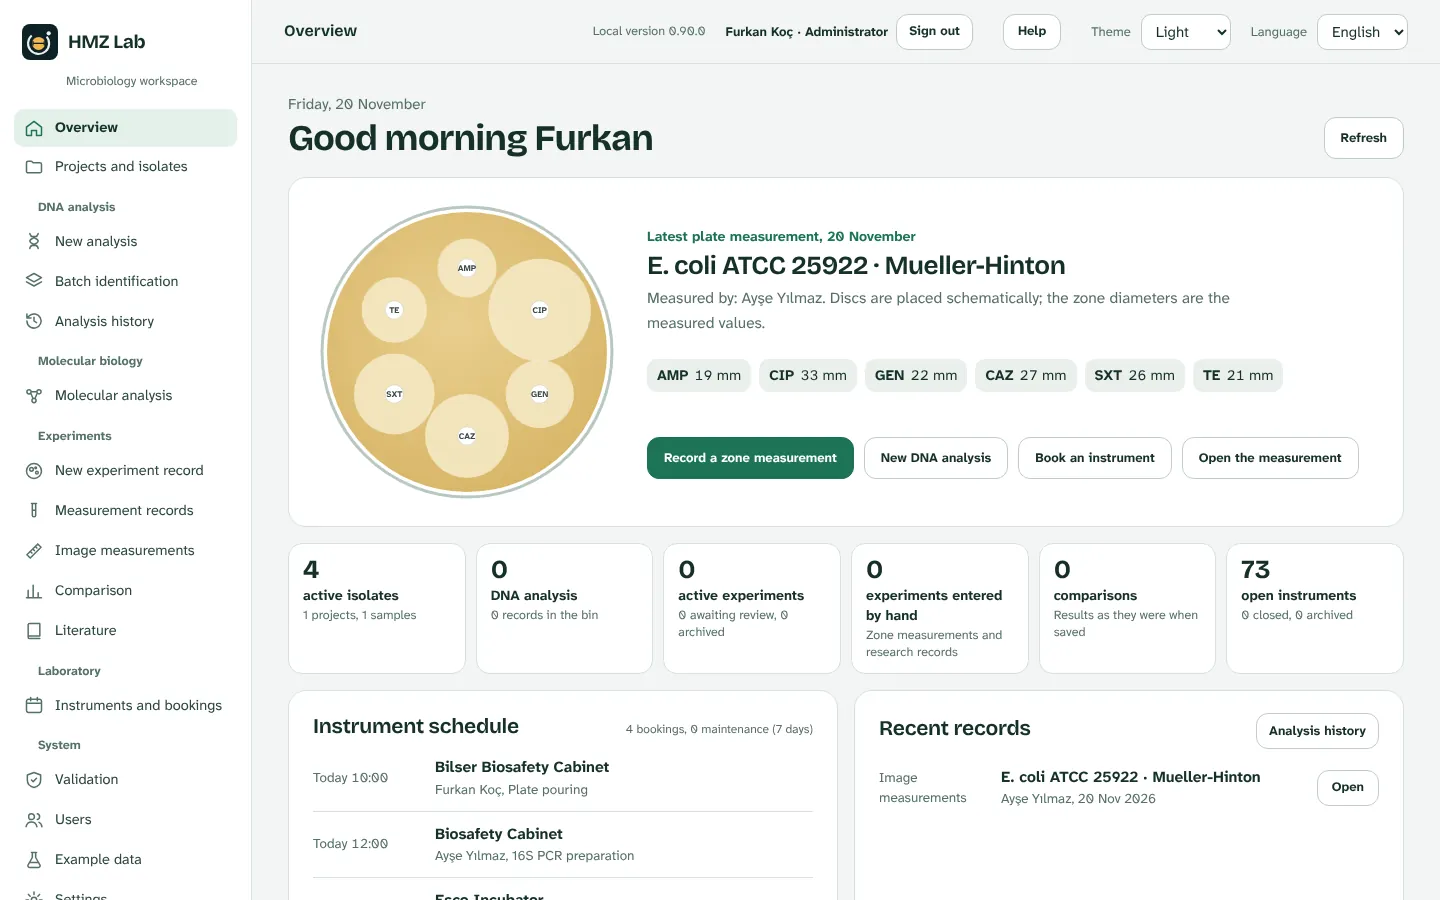 HMZ Lab
Microbiology workspace
Overview
Projects and isolates
DNA analysis
New analysis
Batch identification
Analysis history
Molecular biology
Molecular analysis
Experiments
New experiment record
Measurement records
Image measurements
Comparison
Literature
Laboratory
Instruments and bookings
System
Validation
Users
Example data
Settings
Overview
Local version 0.90.0
Furkan Koç · Administrator
Sign out
Help
Theme
Light
Language
English
Friday, 20 November
Good morning Furkan
Refresh
AMP
TE
CIP
SXT
GEN
CAZ
Latest plate measurement, 20 November
E. coli ATCC 25922 · Mueller-Hinton
Measured by: Ayşe Yılmaz. Discs are placed schematically; the zone diameters are the
measured values.
AMP 19 mm
CIP 33 mm
GEN 22 mm
CAZ 27 mm
SXT 26 mm
TE 21 mm
Record a zone measurement
New DNA analysis
Book an instrument
Open the measurement
4
active isolates
1 projects, 1 samples
0
DNA analysis
0 records in the bin
0
active experiments
0 awaiting review, 0
archived
0
experiments entered
by hand
Zone measurements and
research records
0
comparisons
Results as they were when
saved
73
open instruments
0 closed, 0 archived
Instrument schedule
4 bookings, 0 maintenance (7 days)
Today 10:00
Bilser Biosafety Cabinet
Furkan Koç, Plate pouring
Today 12:00
Biosafety Cabinet
Ayşe Yılmaz, 16S PCR preparation
Esco Incubator
Recent records
Analysis history
Image
measurements
E. coli ATCC 25922 · Mueller-Hinton
Ayşe Yılmaz, 20 Nov 2026
Open